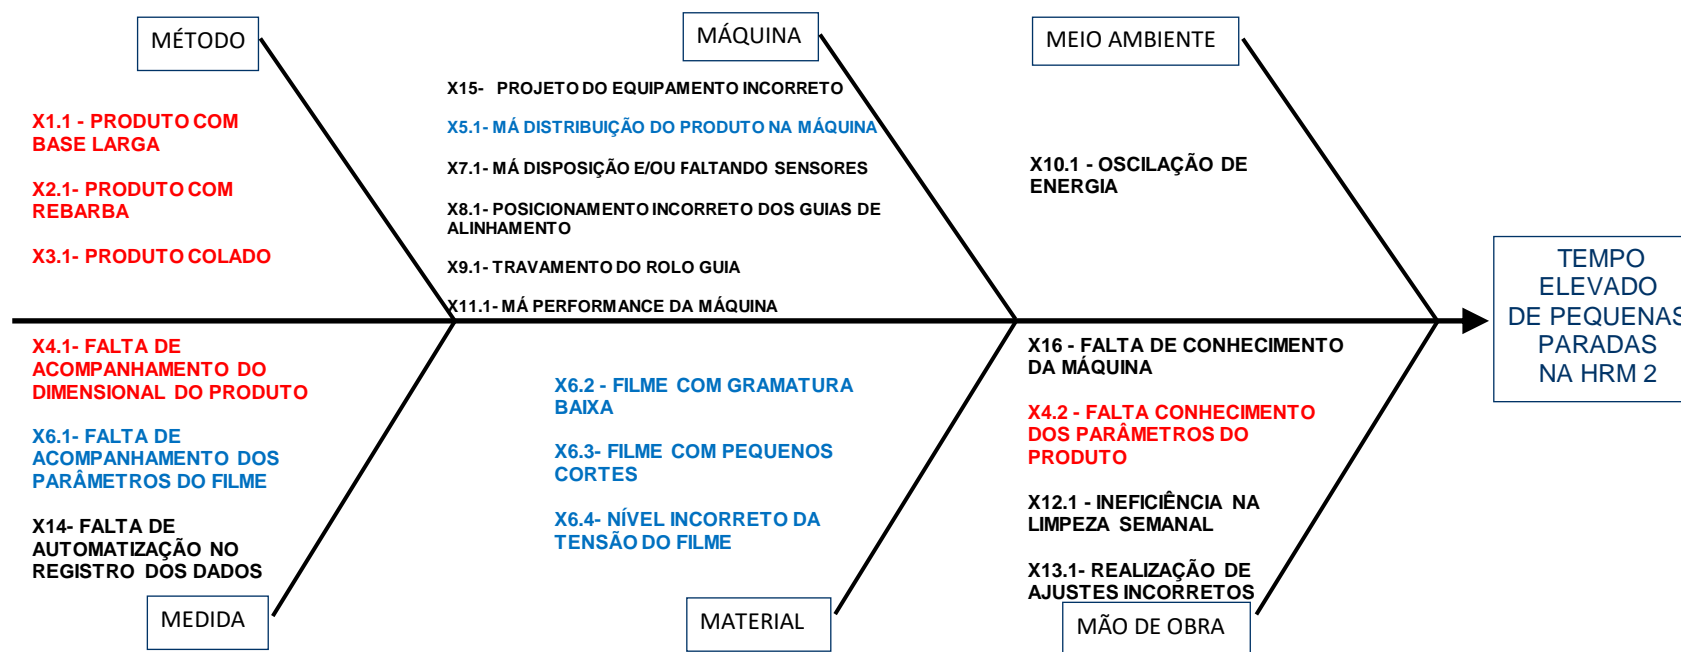 MÉTODO
MÁQUINA
MEIO AMBIENTE
X1.1 - PRODUTO COM
BASE LARGA
X2.1- PRODUTO COM
REBARBA
X3.1- PRODUTO COLADO
X15- PROJETO DO EQUIPAMENTO INCORRETO
X5.1- MÁ DISTRIBUIÇÃO DO PRODUTO NA MÁQUINA
X7.1- MÁ DISPOSIÇÃO E/OU FALTANDO SENSORES
X8.1- POSICIONAMENTO INCORRETO DOS GUIAS DE
ALINHAMENTO
X9.1- TRAVAMENTO DO ROLO GUIA
X11.1- MÁ PERFORMANCE DA MÁQUINA
X10.1 - OSCILAÇÃO DE
ENERGIA
TEMPO
ELEVADO
DE PEQUENAS
PARADAS
NA HRM 2
X4.1- FALTA DE
ACOMPANHAMENTO DO
DIMENSIONAL DO PRODUTO
X6.1- FALTA DE
ACOMPANHAMENTO DOS
PARÂMETROS DO FILME
X14- FALTA DE
AUTOMATIZAÇÃO NO
REGISTRO DOS DADOS
X6.2 - FILME COM GRAMATURA
BAIXA
X6.3- FILME COM PEQUENOS
CORTES
X6.4- NÍVEL INCORRETO DA
TENSÃO DO FILME
X16 - FALTA DE CONHECIMENTO
DA MÁQUINA
X4.2 - FALTA CONHECIMENTO
DOS PARÂMETROS DO
PRODUTO
X12.1 - INEFICIÊNCIA NA
LIMPEZA SEMANAL
X13.1- REALIZAÇÃO DE
AJUSTES INCORRETOS
MEDIDA
MATERIAL
MÃO DE OBRA